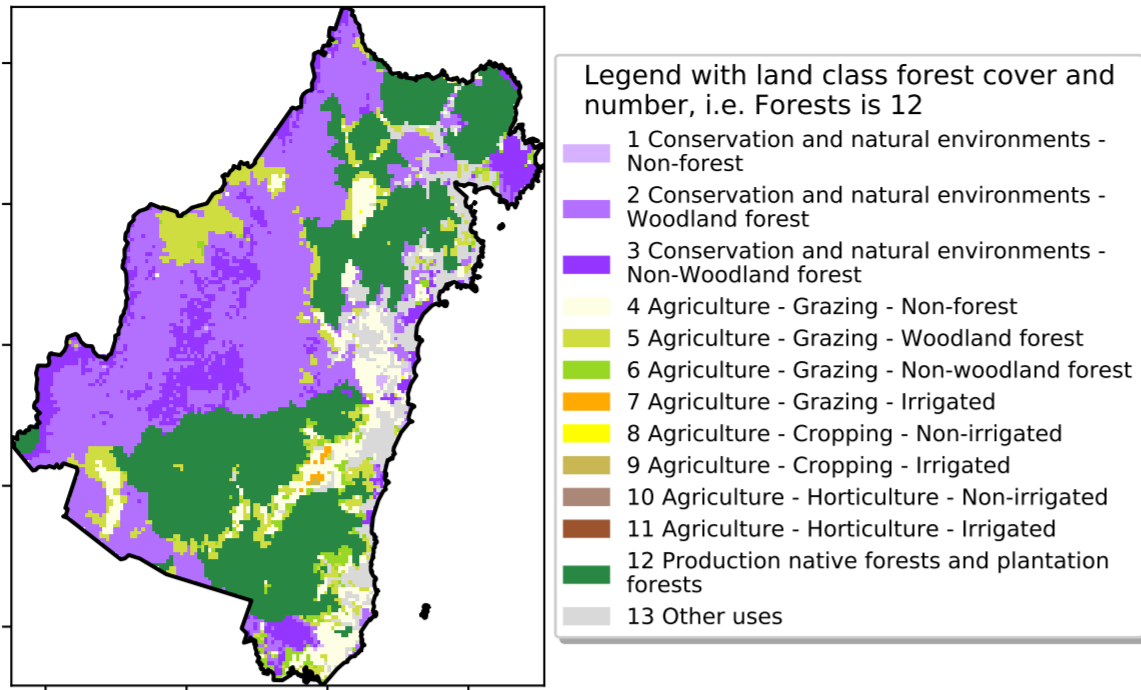 Legend with land class forest cover and
number, i.e. Forests is 12
1 Conservation and natural environments -
Non-forest
2 Conservation and natural environments -
Woodland forest
3 Conservation and natural environments -
Non-Woodland forest
4 Agriculture - Grazing - Non-forest
5 Agriculture - Grazing - Woodland forest
6 Agriculture - Grazing - Non-woodland forest
7 Agriculture - Grazing - Irrigated
8 Agriculture - Cropping - Non-irrigated
9 Agriculture - Cropping - Irrigated
10 Agriculture - Horticulture - Non-irrigated
11 Agriculture - Horticulture - Irrigated
12 Production native forests and plantation
forests
13 Other uses